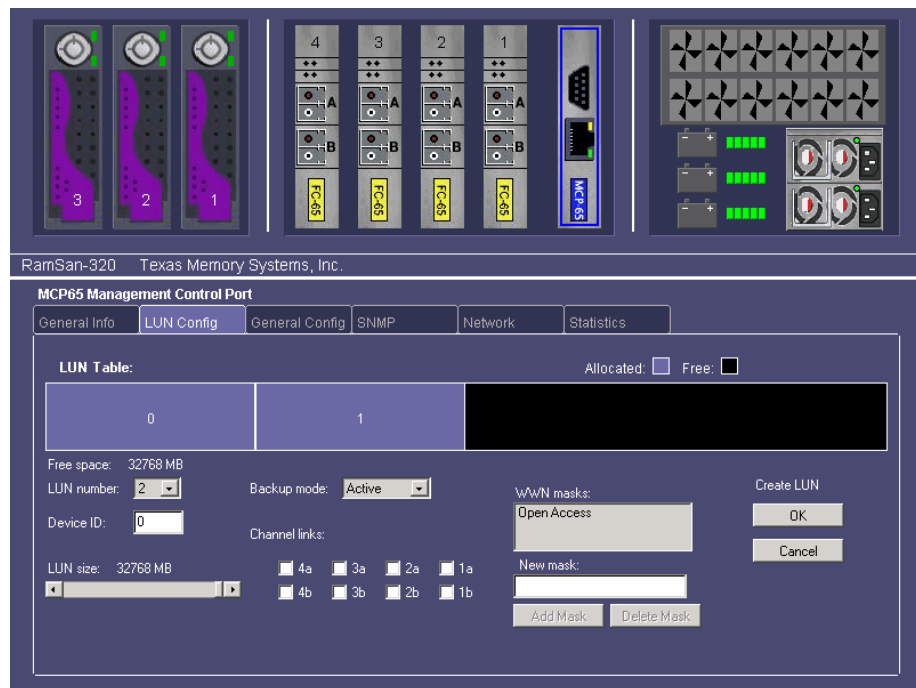 4 3 2 1
A A A A
B B B B
3 2 1
FC-65 FC-65 FC-65 FC-65 MCP-65
- +
- +
- +
RamSan-320 Texas Memory Systems, Inc.
MCP65 Management Control Port
General Info LUN Config General Config SNMP Network Statistics
LUN Table: Allocated: Free:
0 1
Free space: 32768 MB
LUN number: 2 Backup mode: Active WWN masks: Create LUN
Device ID: 0 Open Access OK
Channel links: Cancel
LUN size: 32768 MB 4a 3a 2a 1a New mask:
4b 3b 2b 1b
Add Mask Delete Mask